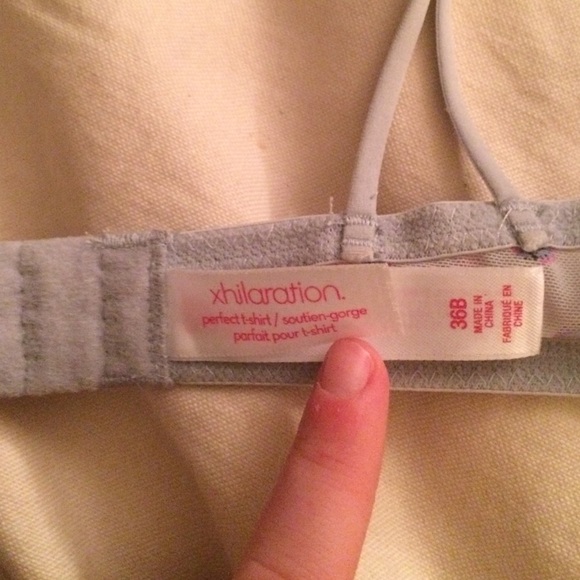 xhilaration.
perfect t-shirt / soutien-gorge
parfait pour t-shirt
36B
MADE IN
CHINA
FABRIQUÉ EN
CHINE